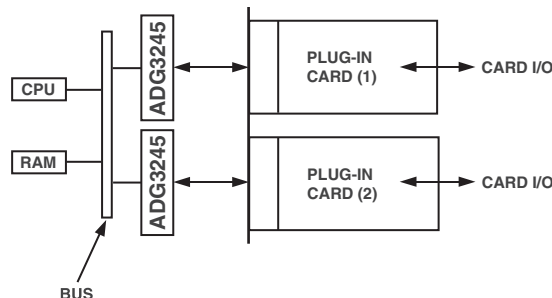 CPU
RAM
BUS
ADG3245
ADG3245
PLUG-IN
CARD (1)
CARD I/O
PLUG-IN
CARD (2)
CARD I/O